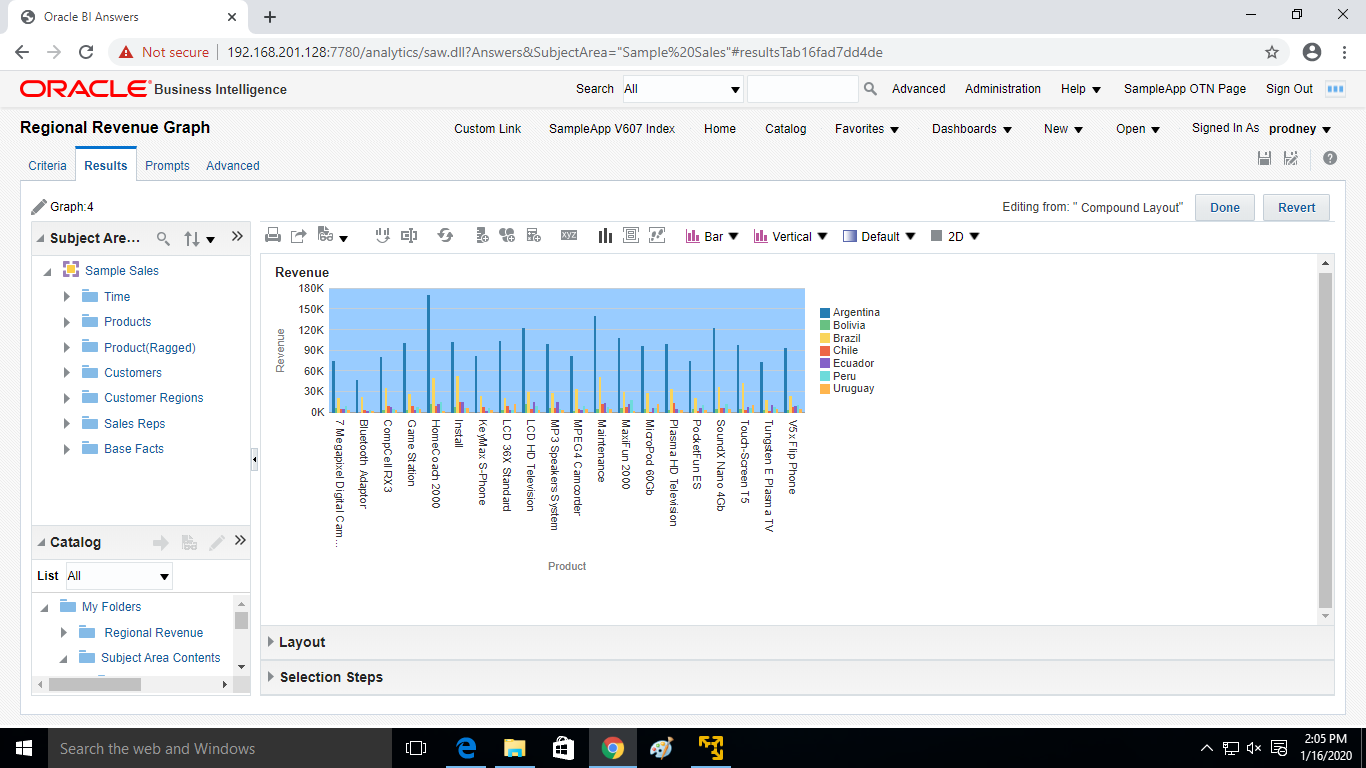 Oracle BI Answers
Not secure 192.168.201.128:7780/analytics/saw.dll?Answers&SubjectArea="Sample%20Sales"#resultsTab16fad7dd4de
ORACLE Business Intelligence
Search All Advanced Administration Help SampleApp OTN Page Sign Out
Regional Revenue Graph
Custom Link SampleApp V607 Index Home Catalog Favorites Dashboards New Open Signed In As prodney
Criteria Results Prompts Advanced
Graph:4
Editing from: " Compound Layout" Done Revert
Subject Are...
xyz Bar Vertical Default 2D
Sample Sales
Time
Products
Product(Ragged)
Customers
Customer Regions
Sales Reps
Base Facts
Catalog
List All
My Folders
Regional Revenue
Subject Area Contents
Revenue
180K
150K
120K
90K
60K
30K
0K
Revenue
7 Megapixel Digital Cam...
Bluetooth Adaptor
CompCell RX3
Game Station
HomeCoach 2000
Install
KeyMax S-Phone
LCD 36X Standard
LCD HD Television
MP3 Speakers System
MPEG4 Camcorder
Maintenance
MaxiFun 2000
MicroPod 60Gb
Plasma HD Television
PocketFun ES
SoundX Nano 4Gb
Touch-Screen T5
Tungsten E Plasma TV
V5x Flip Phone
Product
Argentina
Bolivia
Brazil
Chile
Ecuador
Peru
Uruguay
Layout
Selection Steps
Search the web and Windows
2:05 PM
1/16/2020